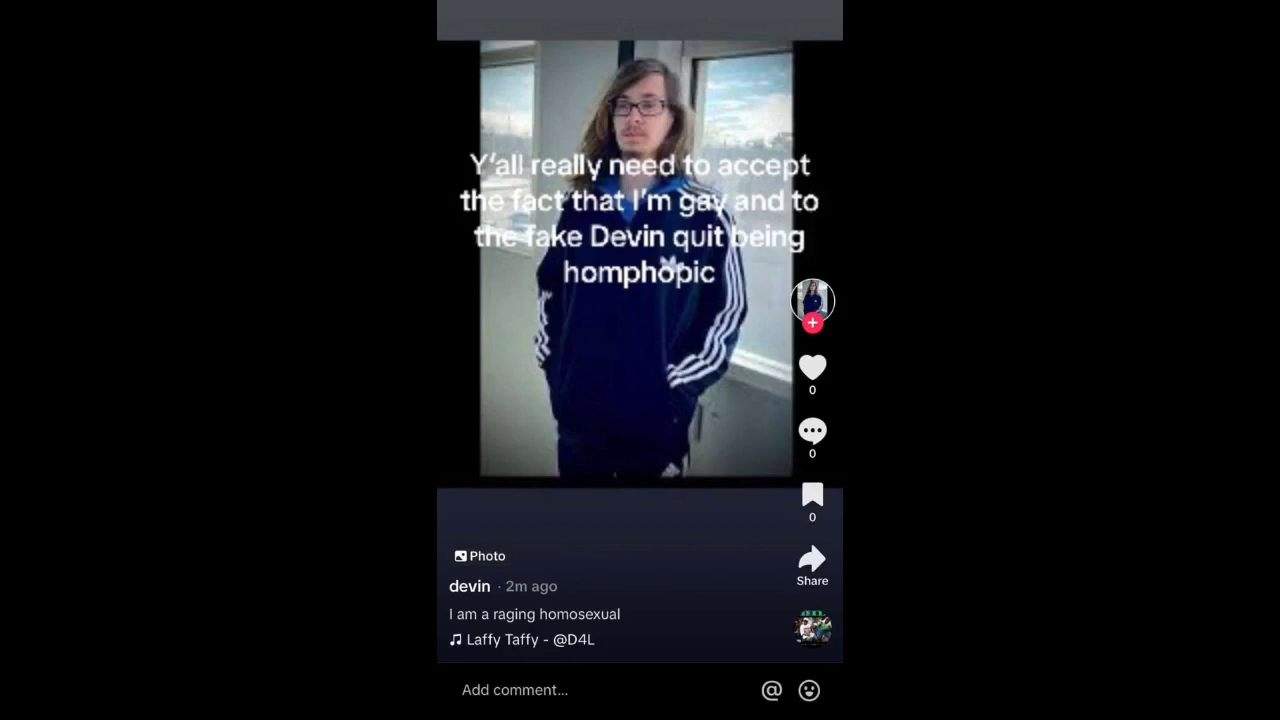 Y'all really need to accept
the fact that I'm gay and to
the fake Devin quit being
homphopic
0
0
0
Share
Photo
devin · 2m ago
I am a raging homosexual
Laffy Taffy - @D4L
Add comment...